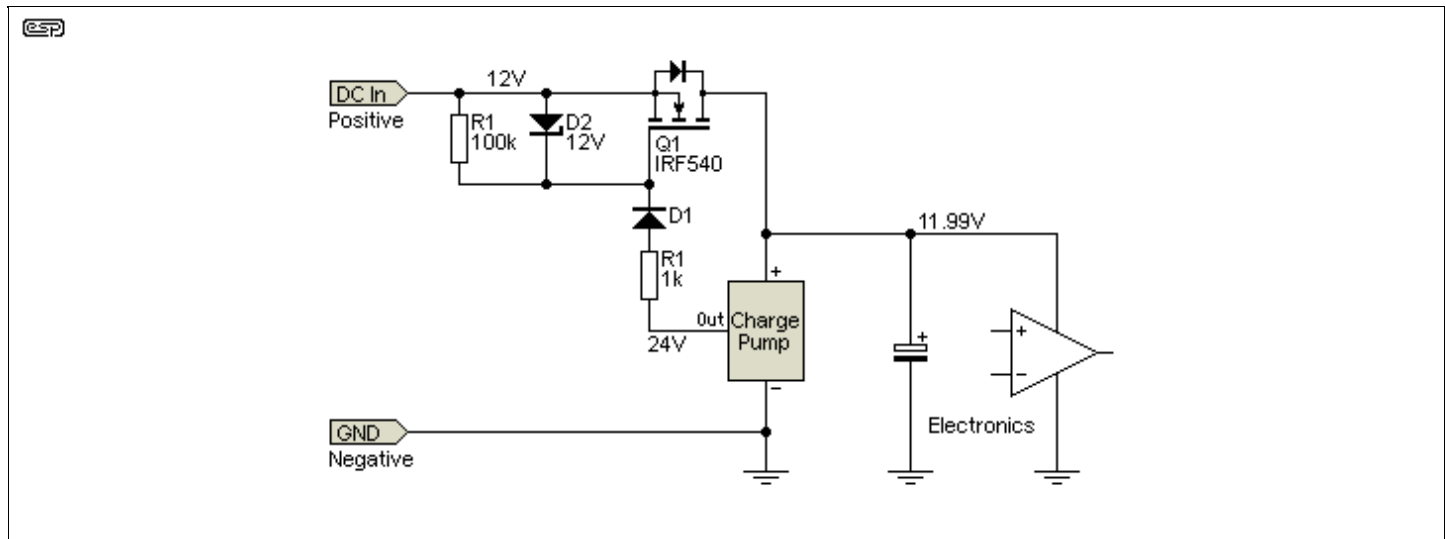 esp
12V
DC In
Positive
R1
100k
D2
12V
Q1
IRF540
D1
11.99V
R1
1k
+
Out
Charge
Pump
24V
-
+
+
-
Electronics
GND
Negative